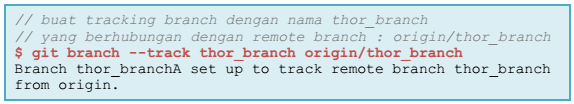 // buat tracking branch dengan nama thor_branch
// yang berhubungan dengan remote branch : origin/thor_branch
$ git branch --track thor_branch origin/thor_branch
Branch thor_branchA set up to track remote branch thor_branch
from origin.